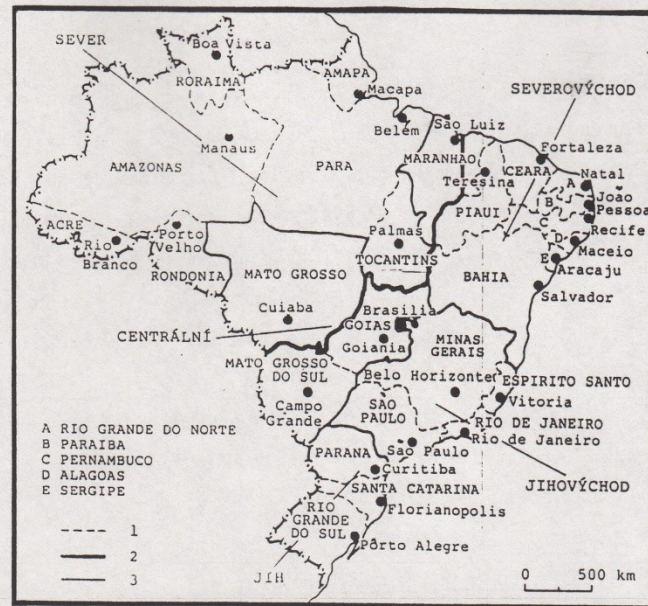 SEVER
Boa Vista
RORAIMA
AMAPA
Macapa
SEVEROVÝCHOD
Belém
São Luiz
Fortaleza
Manaus
AMAZONAS
PARA
MARANHAO
CEARA
Teresina
Natal
A
João
Pessoa
B
PIAUI
C
Recife
ACRE
Rio
Branco
Porto
Velho
RONDONIA
Palmas
TOCANTINS
D
Maceio
E
Aracaju
MATO GROSSO
BAHIA
Salvador
Cuiaba
Brasilia
GOIAS
CENTRÁLNÍ
Goiania
MINAS
GERAIS
MATO GROSSO
DO SUL
Belo Horizonte
ESPIRITO SANTO
Vitoria
Campo
Grande
SÃO
PAULO
RIO DE JANEIRO
Rio de Janeiro
A RIO GRANDE DO NORTE
B PARAIBA
C PERNAMBUCO
D ALAGOAS
E SERGIPE
Sao Paulo
PARANA
Curitiba
JIHOVÝCHOD
SANTA CATARINA
RIO
GRANDE
DO SUL
Florianopolis
Pôrto Alegre
JIH
1
2
3
0 500 km